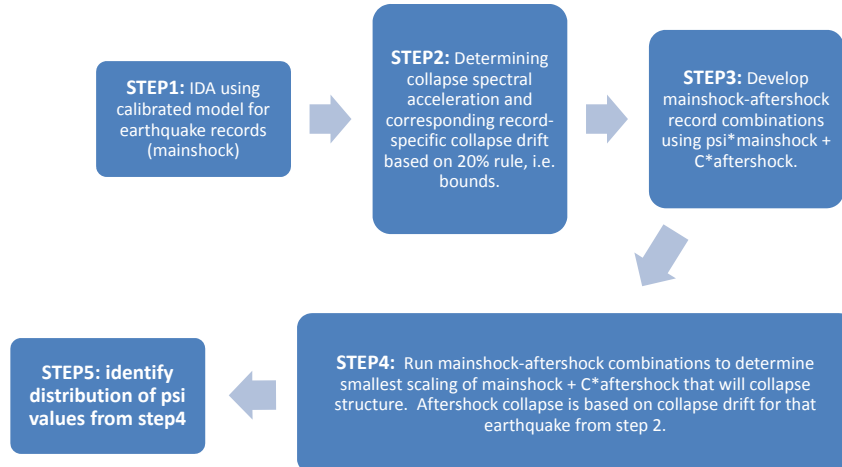 STEP1: IDA using
calibrated model for
earthquake records
(mainshock)
STEP2: Determining
collapse spectral
acceleration and
corresponding record-
specific collapse drift
based on 20% rule, i.e.
bounds.
STEP3: Develop
mainshock-aftershock
record combinations
using psi*mainshock +
C*aftershock.
STEP4: Run mainshock-aftershock combinations to determine
smallest scaling of mainshock + C*aftershock that will collapse
structure. Aftershock collapse is based on collapse drift for that
earthquake from step 2.
STEP5: identify
distribution of psi
values from step4